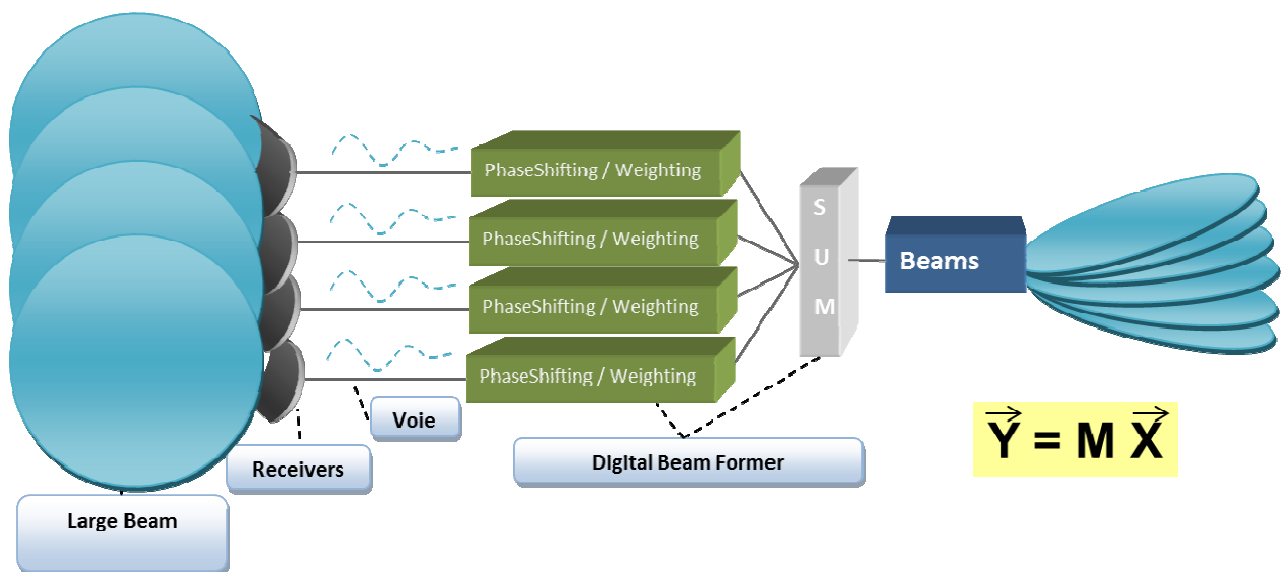 PhaseShifting / Weighting
PhaseShifting / Weighting
PhaseShifting / Weighting
PhaseShifting / Weighting
S
U
M
Beams
Voie
Receivers
Digital Beam Former
Large Beam
Y = M X